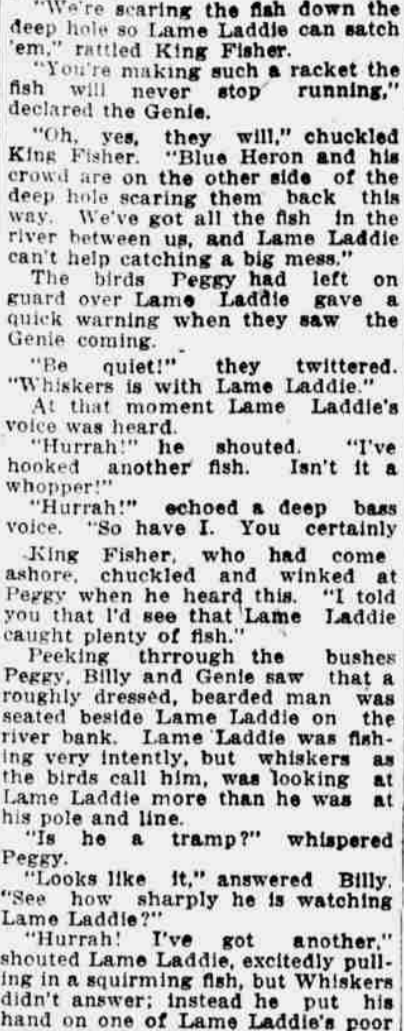 "We're scaring the fish down the
deep hole so Lame Laddie can satch
'em," rattled King Fisher.
"You're making such a racket the
fish will never stop running,"
declared the Genie.
"Oh, yes, they will," chuckled
King Fisher. "Blue Heron and his
crowd are on the other side of the
deep hole scaring them back this
way. We've got all the fish in the
river between us, and Lame Laddie
can't help catching a big mess."
The birds Peggy had left on
guard over Lame Laddie gave a
quick warning when they saw the
Genie coming.
"Be quiet!" they twittered.
"Whiskers is with Lame Laddie."
At that moment Lame Laddie's
voice was heard.
"Hurrah!" he shouted. "I've
hooked another fish. Isn't it a
whopper!"
"Hurrah!" echoed a deep bass
voice. "So have I. You certainly
King Fisher, who had come
ashore, chuckled and winked at
Peggy when he heard this. "I told
you that I'd see that Lame Laddie
caught plenty of fish."
Peeking thrrough the bushes
Peggy, Billy and Genie saw that a
roughly dressed, bearded man was
seated beside Lame Laddie on the
river bank. Lame Laddie was fish-
ing very intently, but whiskers as
the birds call him, was looking at
Lame Laddie more than he was at
his pole and line.
"Is he a tramp?" whispered
Peggy.
"Looks like it," answered Billy.
"See how sharply he is watching
Lame Laddie?"
"Hurrah! I've got another,"
shouted Lame Laddie, excitedly pull-
ing in a squirming fish, but Whiskers
didn't answer; instead he put his
hand on one of Lame Laddie's poor